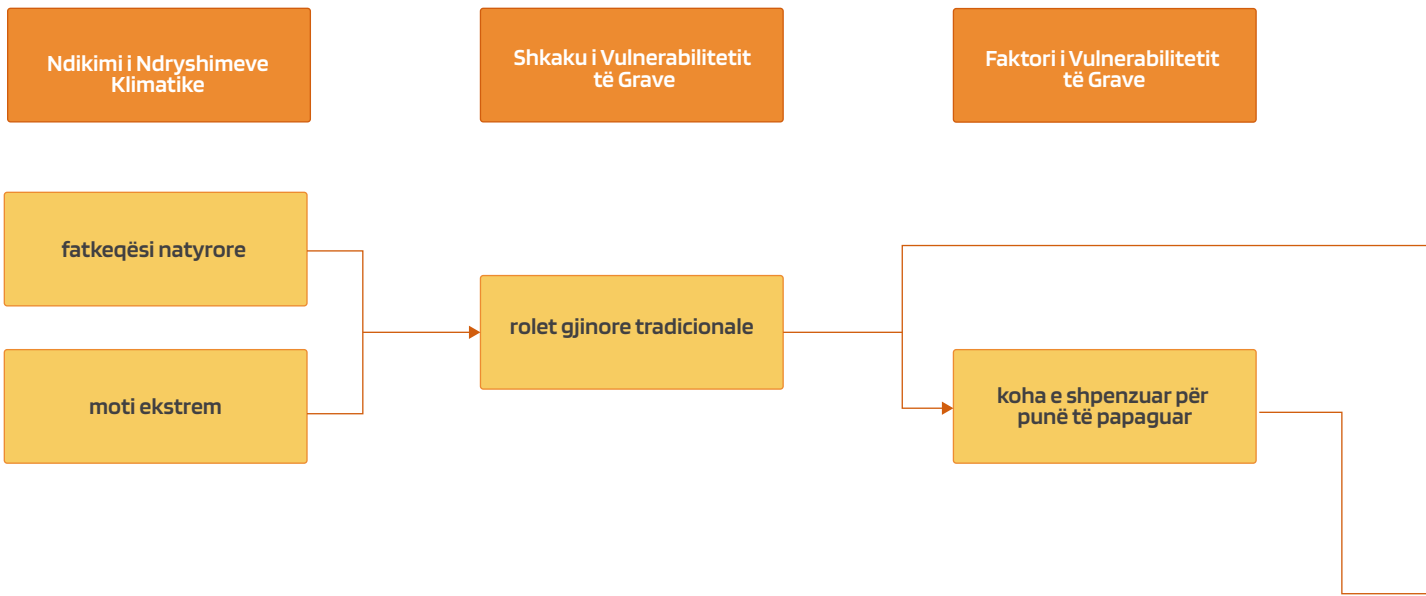 Ndikimi i Ndryshimeve
Klimatike
Shkaku i Vulnerabilitetit
të Grave
Faktori i Vulnerabilitetit
të Grave
fatkeqësi natyrore
moti ekstrem
rolet gjinore tradicionale
koha e shpenzuar për
punë të papaguar